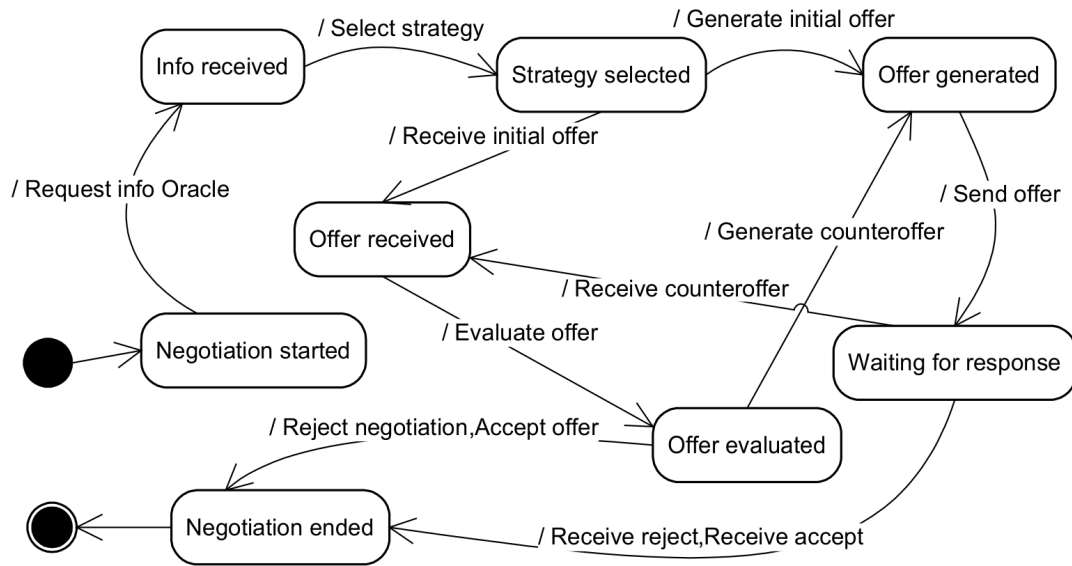 / Generate initial offer
/ Select strategy
Info received
Strategy selected
Offer generated
/ Receive initial offer
/ Request info Oracle
/ Send offer
Offer received
/ Generate counteroffer
/ Receive counteroffer
/ Evaluate offer
Negotiation started
Waiting for response
/ Reject negotiation,Accept offer
Offer evaluated
Negotiation ended
/ Receive reject,Receive accept